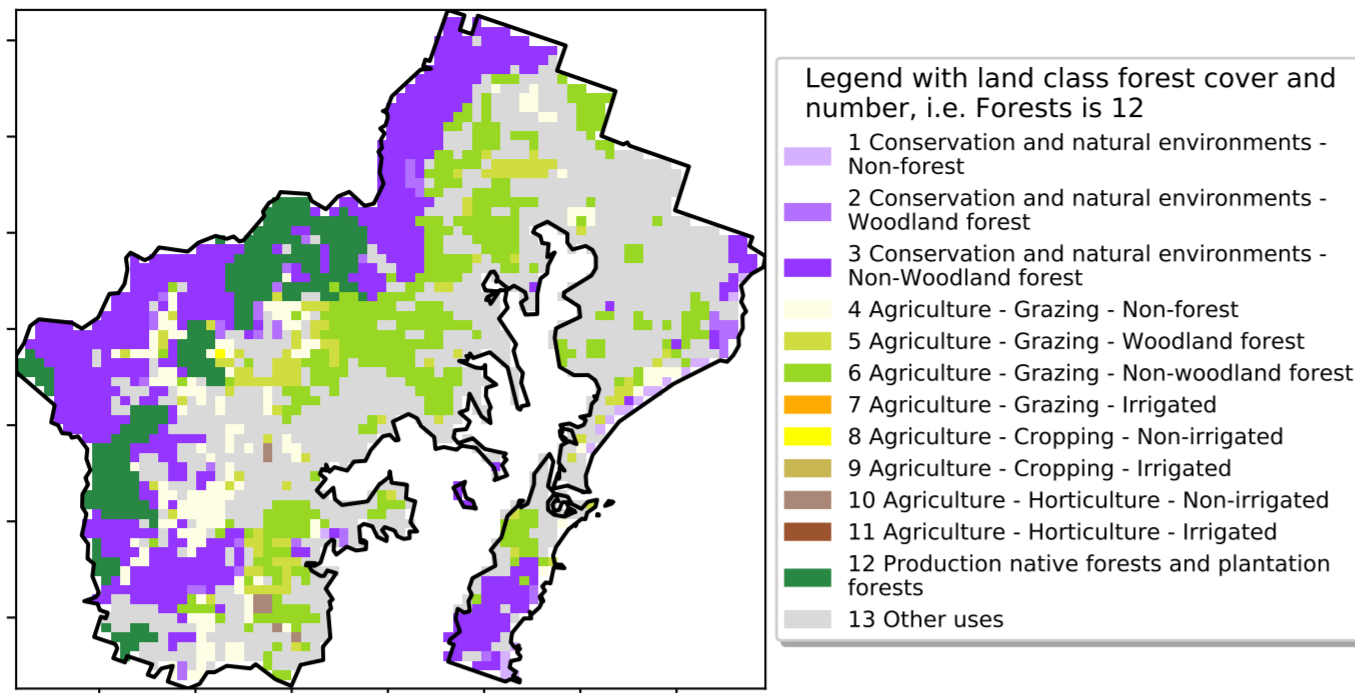 Legend with land class forest cover and
number, i.e. Forests is 12
1 Conservation and natural environments -
Non-forest
2 Conservation and natural environments -
Woodland forest
3 Conservation and natural environments -
Non-Woodland forest
4 Agriculture - Grazing - Non-forest
5 Agriculture - Grazing - Woodland forest
6 Agriculture - Grazing - Non-woodland forest
7 Agriculture - Grazing - Irrigated
8 Agriculture - Cropping - Non-irrigated
9 Agriculture - Cropping - Irrigated
10 Agriculture - Horticulture - Non-irrigated
11 Agriculture - Horticulture - Irrigated
12 Production native forests and plantation
forests
13 Other uses